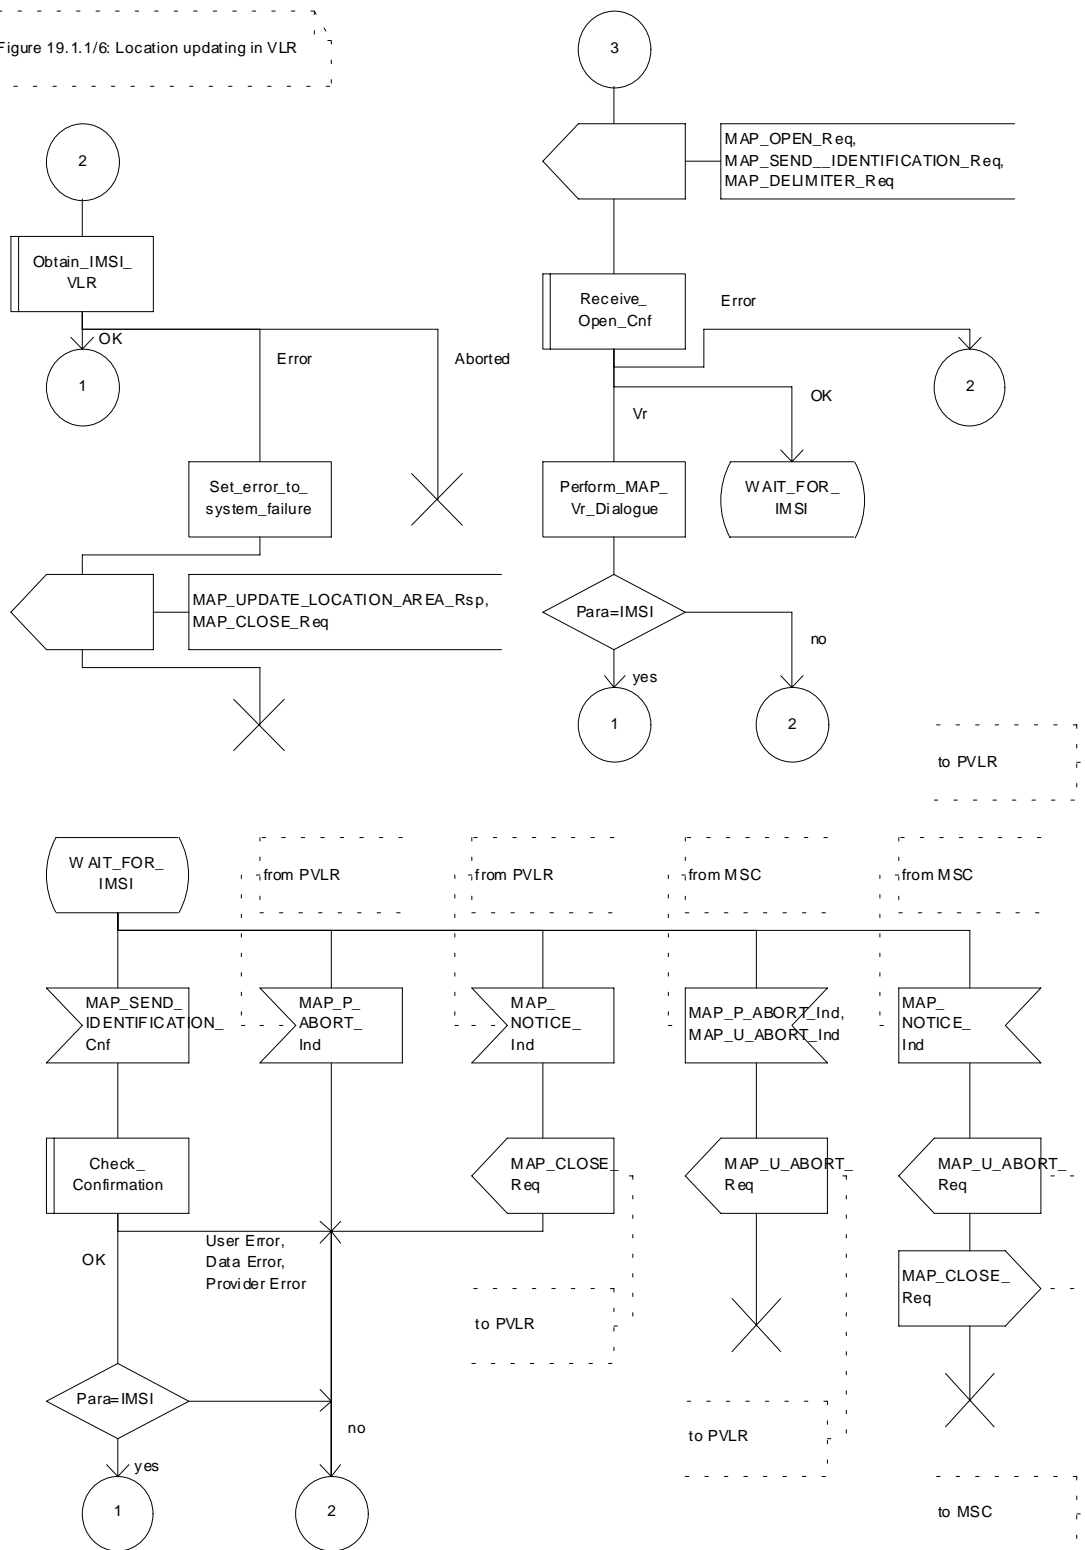 Figure 19.1.1/6: Location updating in VLR
3
2
MAP_OPEN_Req,
MAP_SEND__IDENTIFICATION_Req,
MAP_DELIMITER_Req
Obtain_IMSI_
VLR
Receive_
Open_Cnf
Error
OK
Error
Aborted
1
2
OK
Vr
Set_error_to_
system_failure
Perform_MAP_
Vr_Dialogue
WAIT_FOR_
IMSI
MAP_UPDATE_LOCATION_AREA_Rsp,
MAP_CLOSE_Req
Para=IMSI
no
yes
1
2
to PVLR
WAIT_FOR_
IMSI
from PVLR
from PVLR
from MSC
from MSC
MAP_SEND_
IDENTIFICATION_
Cnf
MAP_P_
ABORT_
Ind
MAP_
NOTICE_
Ind
MAP_P_ABORT_Ind,
MAP_U_ABORT_Ind
MAP_
NOTICE_
Ind
Check_
Confirmation
MAP_CLOSE_
Req
MAP_U_ABORT_
Req
MAP_U_ABORT_
Req
OK
User Error,
Data Error,
Provider Error
MAP_CLOSE_
Req
to PVLR
Para=IMSI
no
yes
to PVLR
1
2
to MSC